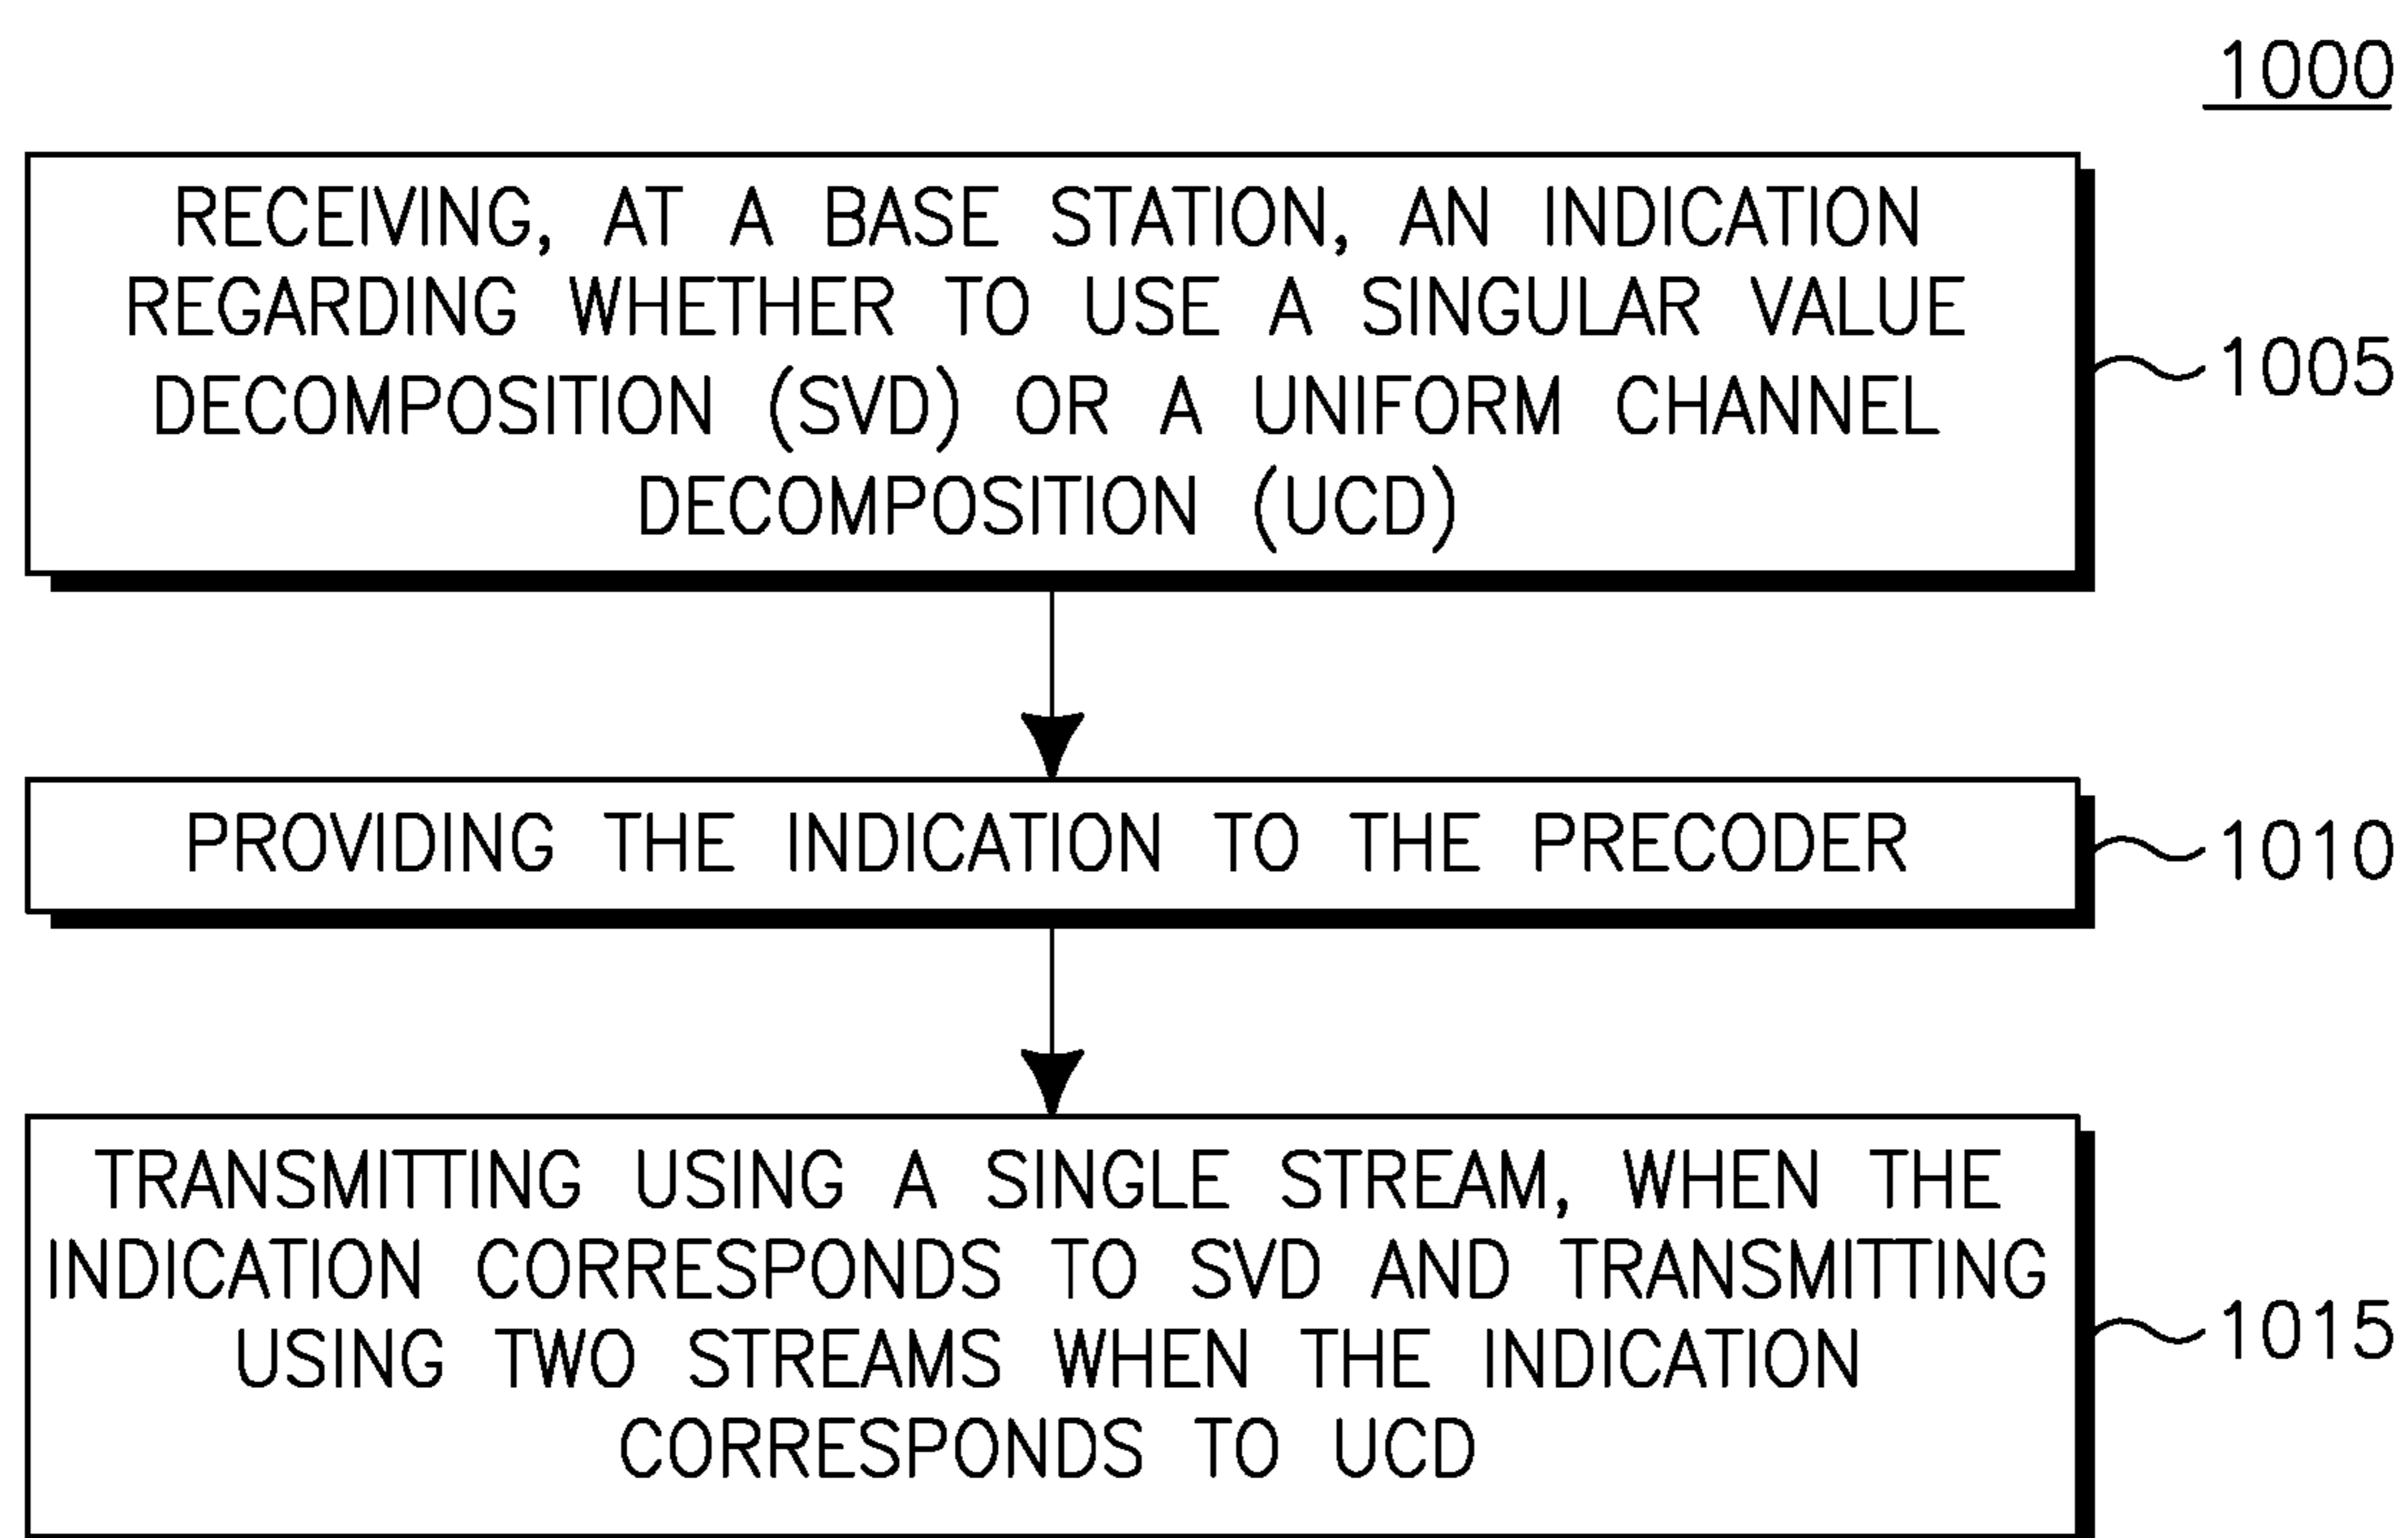 1000
RECEIVING, AT A BASE STATION, AN INDICATION
REGARDING WHETHER TO USE A SINGULAR VALUE
DECOMPOSITION (SVD) OR A UNIFORM CHANNEL
DECOMPOSITION (UCD)
1005
PROVIDING THE INDICATION TO THE PRECODER
1010
TRANSMITTING USING A SINGLE STREAM, WHEN THE
INDICATION CORRESPONDS TO SVD AND TRANSMITTING
USING TWO STREAMS WHEN THE INDICATION
CORRESPONDS TO UCD
1015